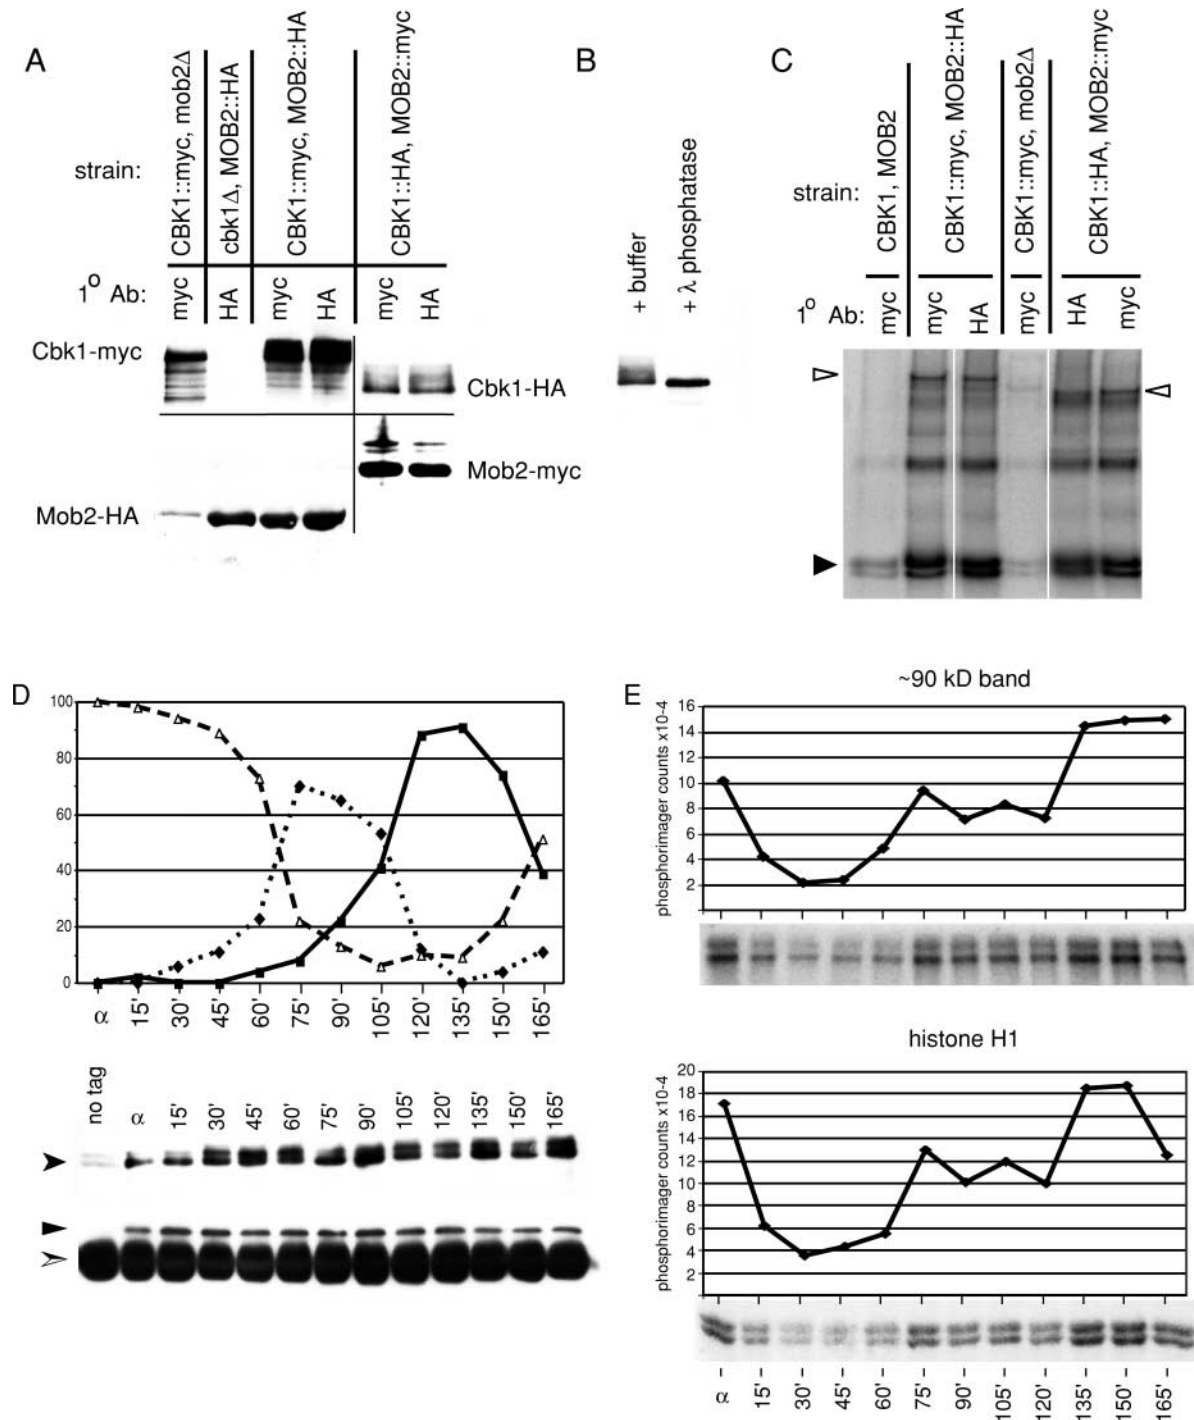 A
strain:
CBK1::myc, mob2Δ
cbk1Δ, MOB2::HA
CBK1::myc, MOB2::HA
CBK1::HA, MOB2::myc
1° Ab:
myc
HA
myc
HA
myc
HA
Cbk1-myc
Cbk1-HA
Mob2-myc
Mob2-HA
B
+ buffer
+ λ phosphatase
C
strain:
CBK1, MOB2
CBK1::myc, MOB2::HA
CBK1::myc, mob2Δ
CBK1::HA, MOB2::myc
1° Ab:
myc
myc
HA
myc
HA
myc
D
100
80
60
40
20
0
α
15'
30'
45'
60'
75'
90'
105'
120'
135'
150'
165'
no tag
α
15'
30'
45'
60'
75'
90'
105'
120'
135'
150'
165'
E
~90 kD band
phosphorimager counts x10-4
16
14
12
10
8
6
4
2
histone H1
phosphorimager counts x10-4
20
18
16
14
12
10
8
6
4
2
α -
15' -
30' -
45' -
60' -
75' -
90' -
105' -
120' -
135' -
150' -
165' -